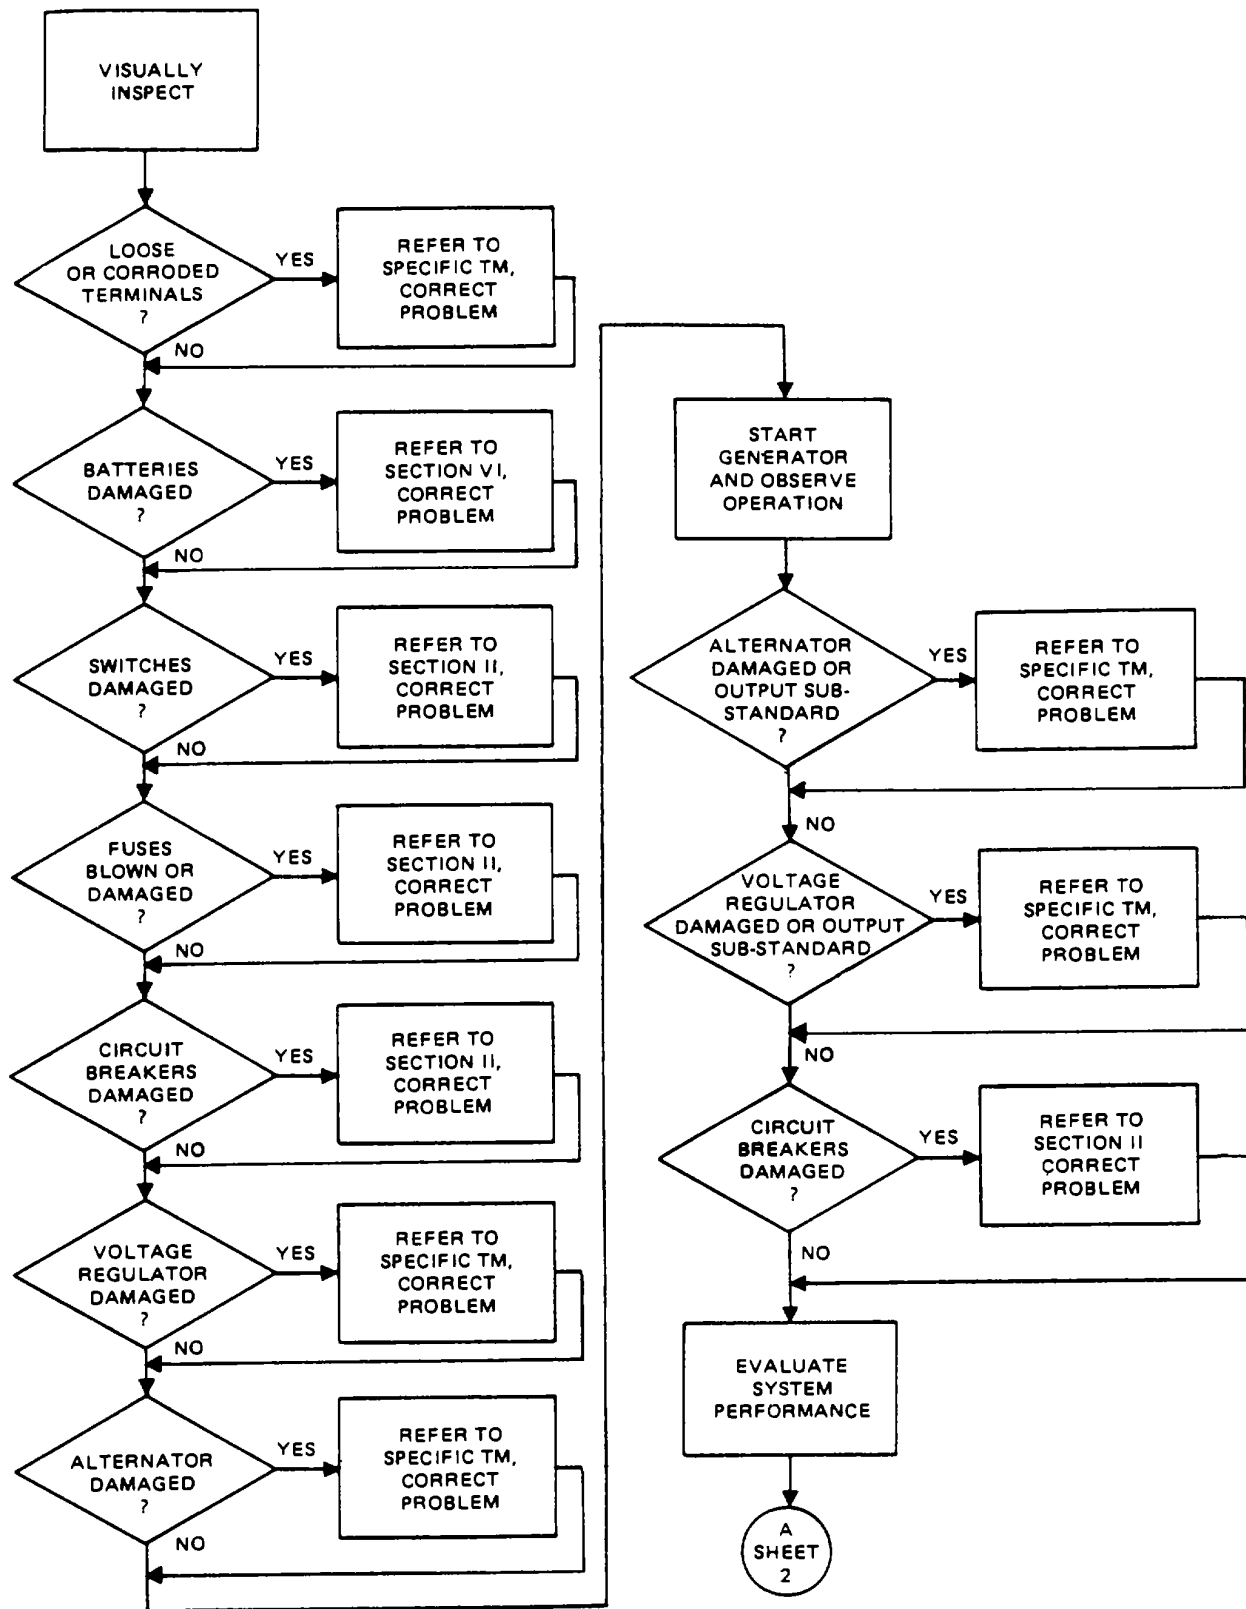 VISUALLY
INSPECT
LOOSE
OR CORRODED
TERMINALS
?
YES
REFER TO
SPECIFIC TM,
CORRECT
PROBLEM
NO
BATTERIES
DAMAGED
?
YES
REFER TO
SECTION VI,
CORRECT
PROBLEM
NO
SWITCHES
DAMAGED
?
YES
REFER TO
SECTION II,
CORRECT
PROBLEM
NO
FUSES
BLOWN OR
DAMAGED
?
YES
REFER TO
SECTION II,
CORRECT
PROBLEM
NO
CIRCUIT
BREAKERS
DAMAGED
?
YES
REFER TO
SECTION II,
CORRECT
PROBLEM
NO
VOLTAGE
REGULATOR
DAMAGED
?
YES
REFER TO
SPECIFIC TM,
CORRECT
PROBLEM
NO
ALTERNATOR
DAMAGED
?
YES
REFER TO
SPECIFIC TM,
CORRECT
PROBLEM
NO
START
GENERATOR
AND OBSERVE
OPERATION
ALTERNATOR
DAMAGED OR
OUTPUT SUB-
STANDARD
?
YES
REFER TO
SPECIFIC TM,
CORRECT
PROBLEM
NO
VOLTAGE
REGULATOR
DAMAGED OR OUTPUT
SUB-STANDARD
?
YES
REFER TO
SPECIFIC TM,
CORRECT
PROBLEM
NO
CIRCUIT
BREAKERS
DAMAGED
?
YES
REFER TO
SECTION II
CORRECT
PROBLEM
NO
EVALUATE
SYSTEM
PERFORMANCE
A
SHEET
2